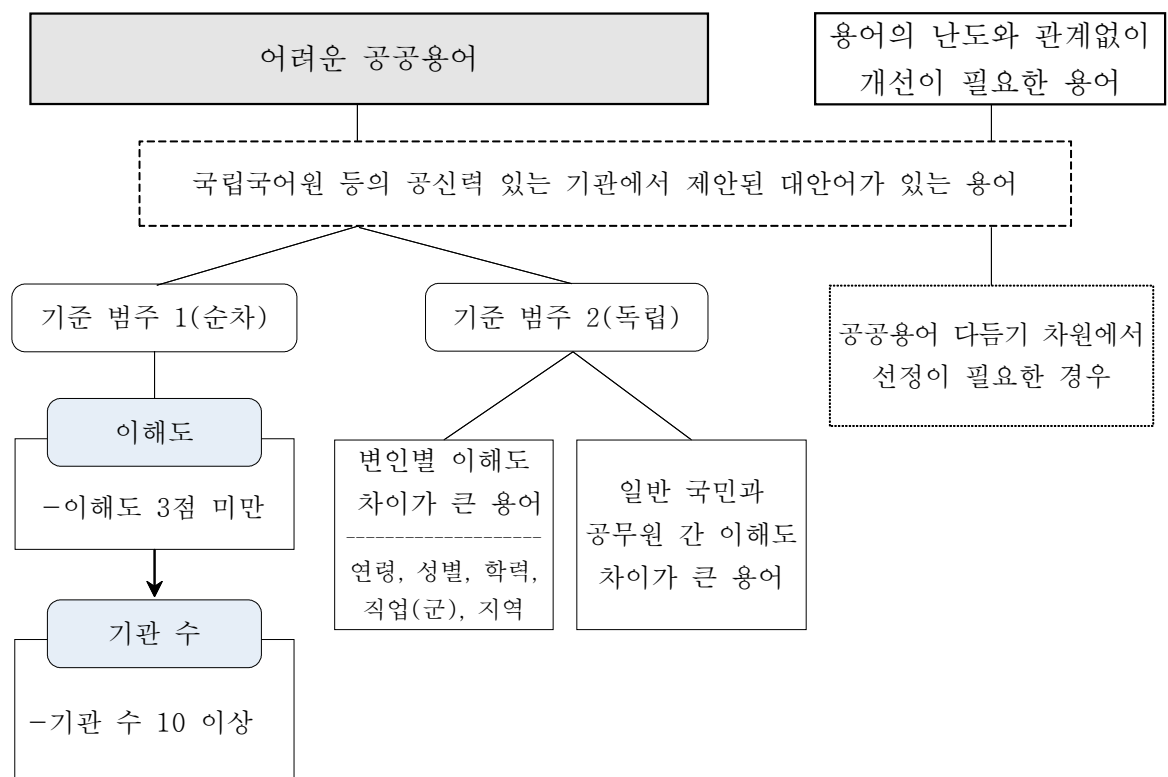 어려운 공공용어
용어의 난도와 관계없이
개선이 필요한 용어
국립국어원 등의 공신력 있는 기관에서 제안된 대안어가 있는 용어
기준 범주 1(순차)
기준 범주 2(독립)
공공용어 다듬기 차원에서
선정이 필요한 경우
이해도
-이해도 3점 미만
기관 수
-기관 수 10 이상
변인별 이해도
차이가 큰 용어
--------------------
연령, 성별, 학력,
직업(군), 지역
일반 국민과
공무원 간 이해도
차이가 큰 용어